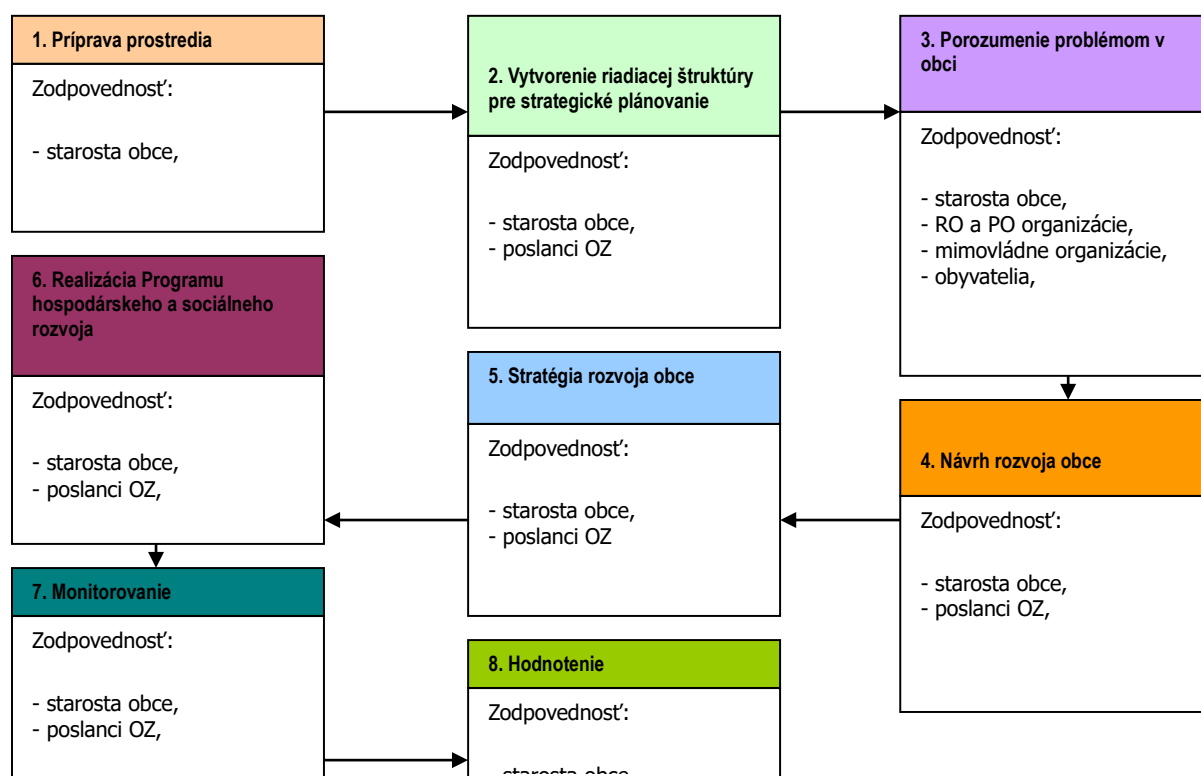 1. Príprava prostredia
Zodpovednosť:
- starosta obce,
2. Vytvorenie riadiacej štruktúry
pre strategické plánovanie
Zodpovednosť:
- starosta obce,
- poslanci OZ
3. Porozumenie problémom v
obci
Zodpovednosť:
- starosta obce,
- RO a PO organizácie,
- mimovládne organizácie,
- obyvatelia,
4. Návrh rozvoja obce
Zodpovednosť:
- starosta obce,
- poslanci OZ,
5. Stratégia rozvoja obce
Zodpovednosť:
- starosta obce,
- poslanci OZ
6. Realizácia Programu
hospodárskeho a sociálneho
rozvoja
Zodpovednosť:
- starosta obce,
- poslanci OZ,
7. Monitorovanie
Zodpovednosť:
- starosta obce,
- poslanci OZ,
8. Hodnotenie
Zodpovednosť: